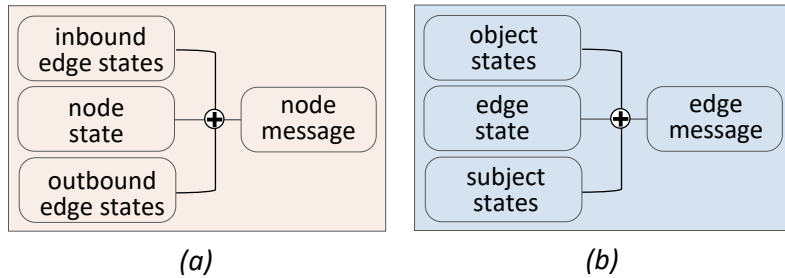 inbound
edge states
node
state
outbound
edge states
node
message
(a)
object
states
edge
state
subject
states
edge
message
(b)